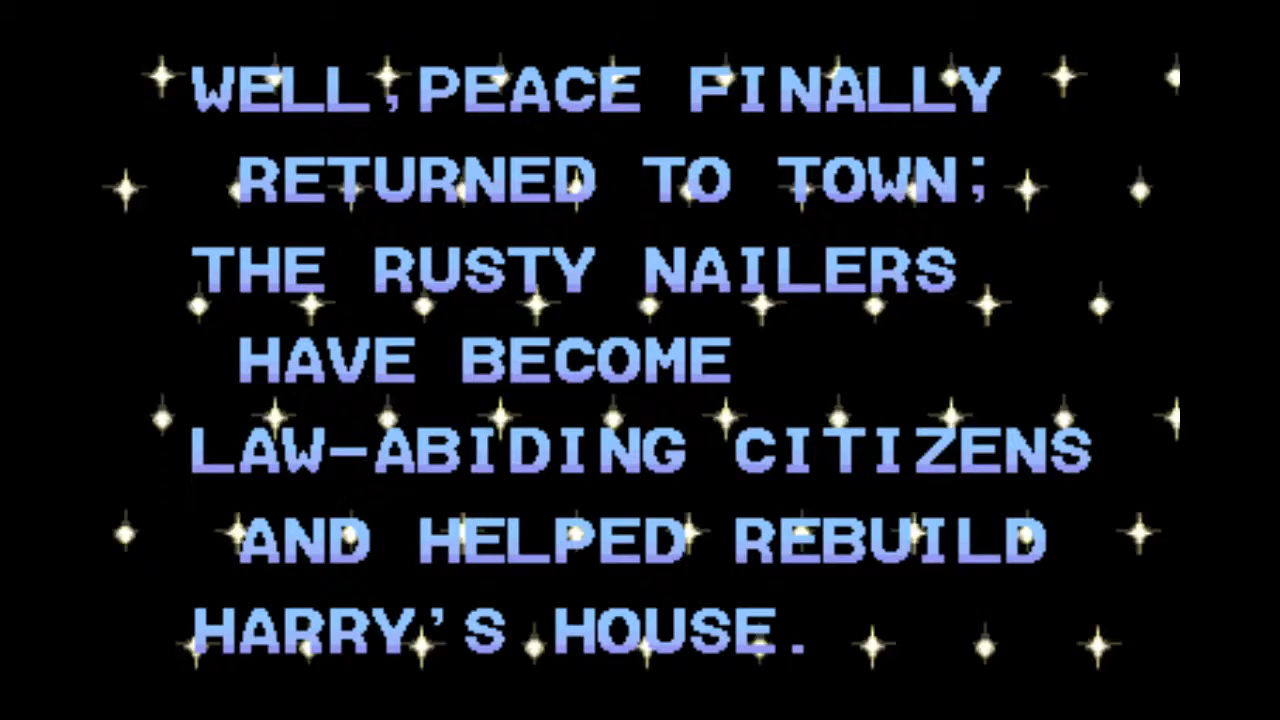 WELL,PEACE FINALLY
RETURNED TO TOWN;
THE RUSTY NAILERS
HAVE BECOME
LAW-ABIDING CITIZENS
AND HELPED REBUILD
HARRY'S HOUSE.